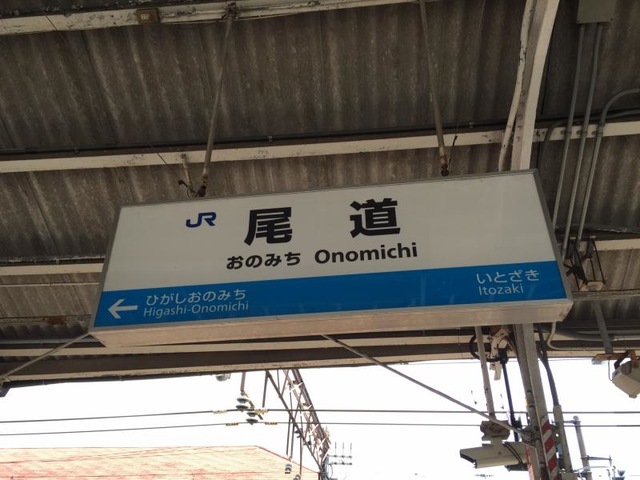 JR 尾道
おのみち Onomichi
← ひがしおのみち
Higashi-Onomichi
いとざき
Itozaki